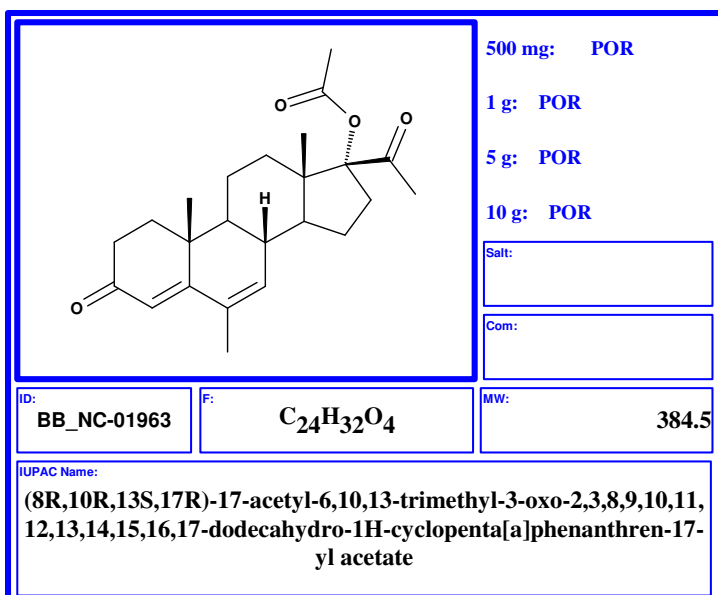 O
O
O
H
O
500 mg: POR
1 g: POR
5 g: POR
10 g: POR
Salt:
Com:
ID:
BB_NC-01963
F:
C24H32O4
MW:
384.5
IUPAC Name:
(8R,10R,13S,17R)-17-acetyl-6,10,13-trimethyl-3-oxo-2,3,8,9,10,11,
12,13,14,15,16,17-dodecahydro-1H-cyclopenta[a]phenanthren-17-
yl acetate